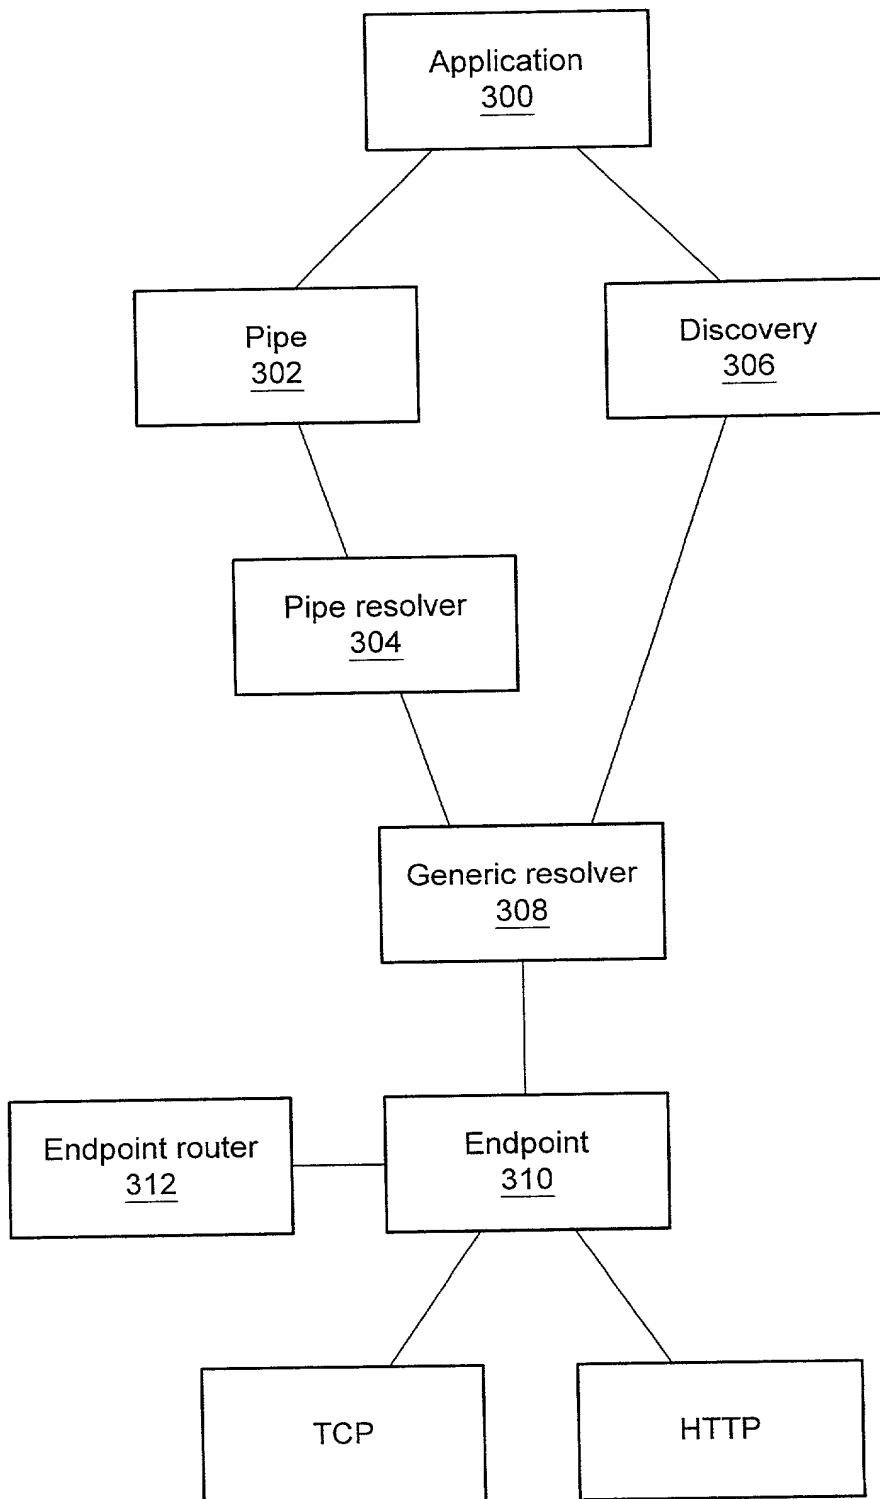 Application
300
Pipe
302
Discovery
306
Pipe resolver
304
Generic resolver
308
Endpoint router
312
Endpoint
310
TCP
HTTP